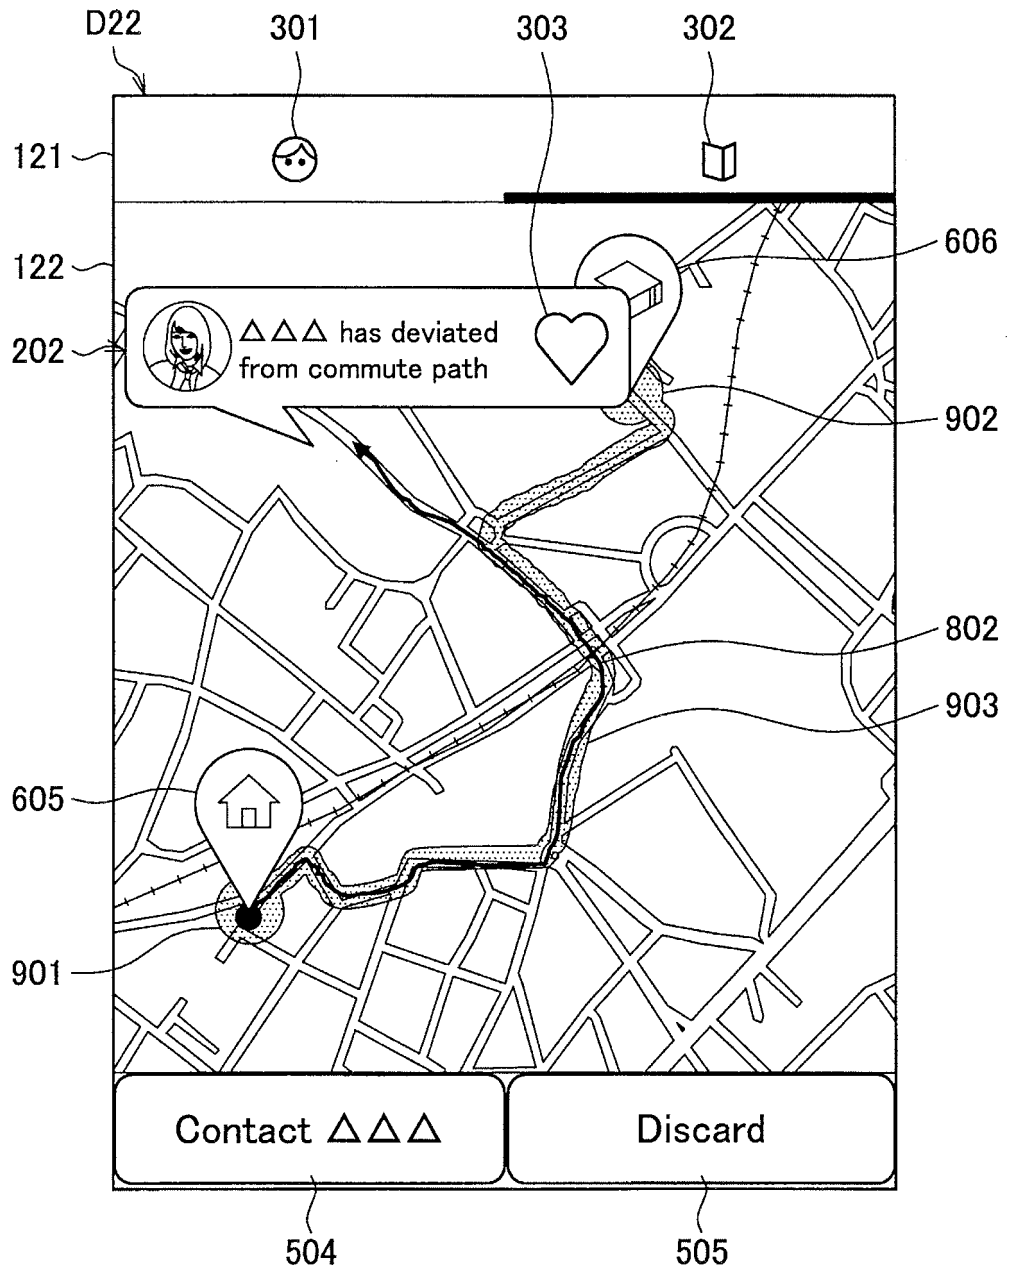 D22
301
303
302
121
606
122
202
△△△ has deviated
from commute path
902
802
903
605
901
Contact △△△
Discard
504
505